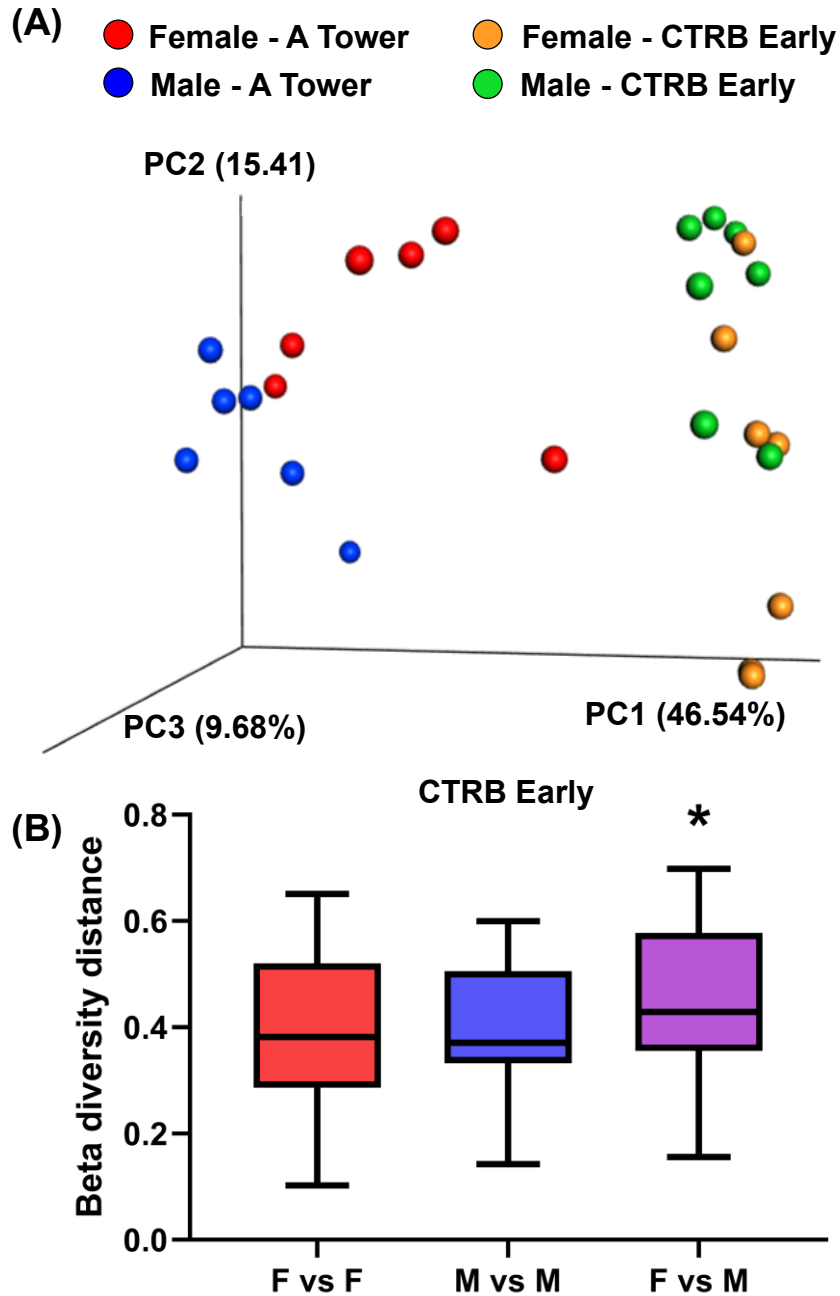 (A)
Female - A Tower
Female - CTRB Early
Male - A Tower
Male - CTRB Early
PC2 (15.41)
PC3 (9.68%)
PC1 (46.54%)
(B)
CTRB Early
Beta diversity distance
0.8
0.6
0.4
0.2
0.0
*
F vs F
M vs M
F vs M